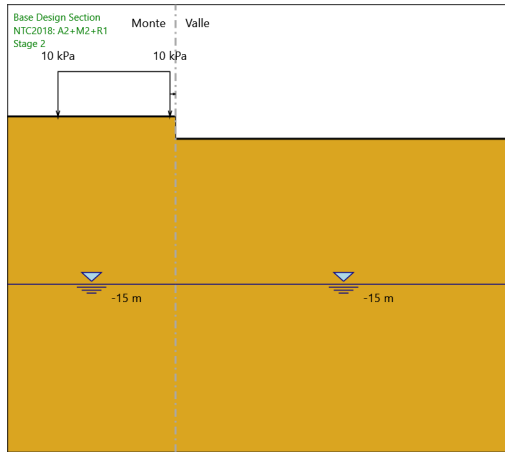 Base Design Section
NTC2018: A2+M2+R1
Stage 2
Monte
Valle
10 kPa
10 kPa
-15 m
-15 m